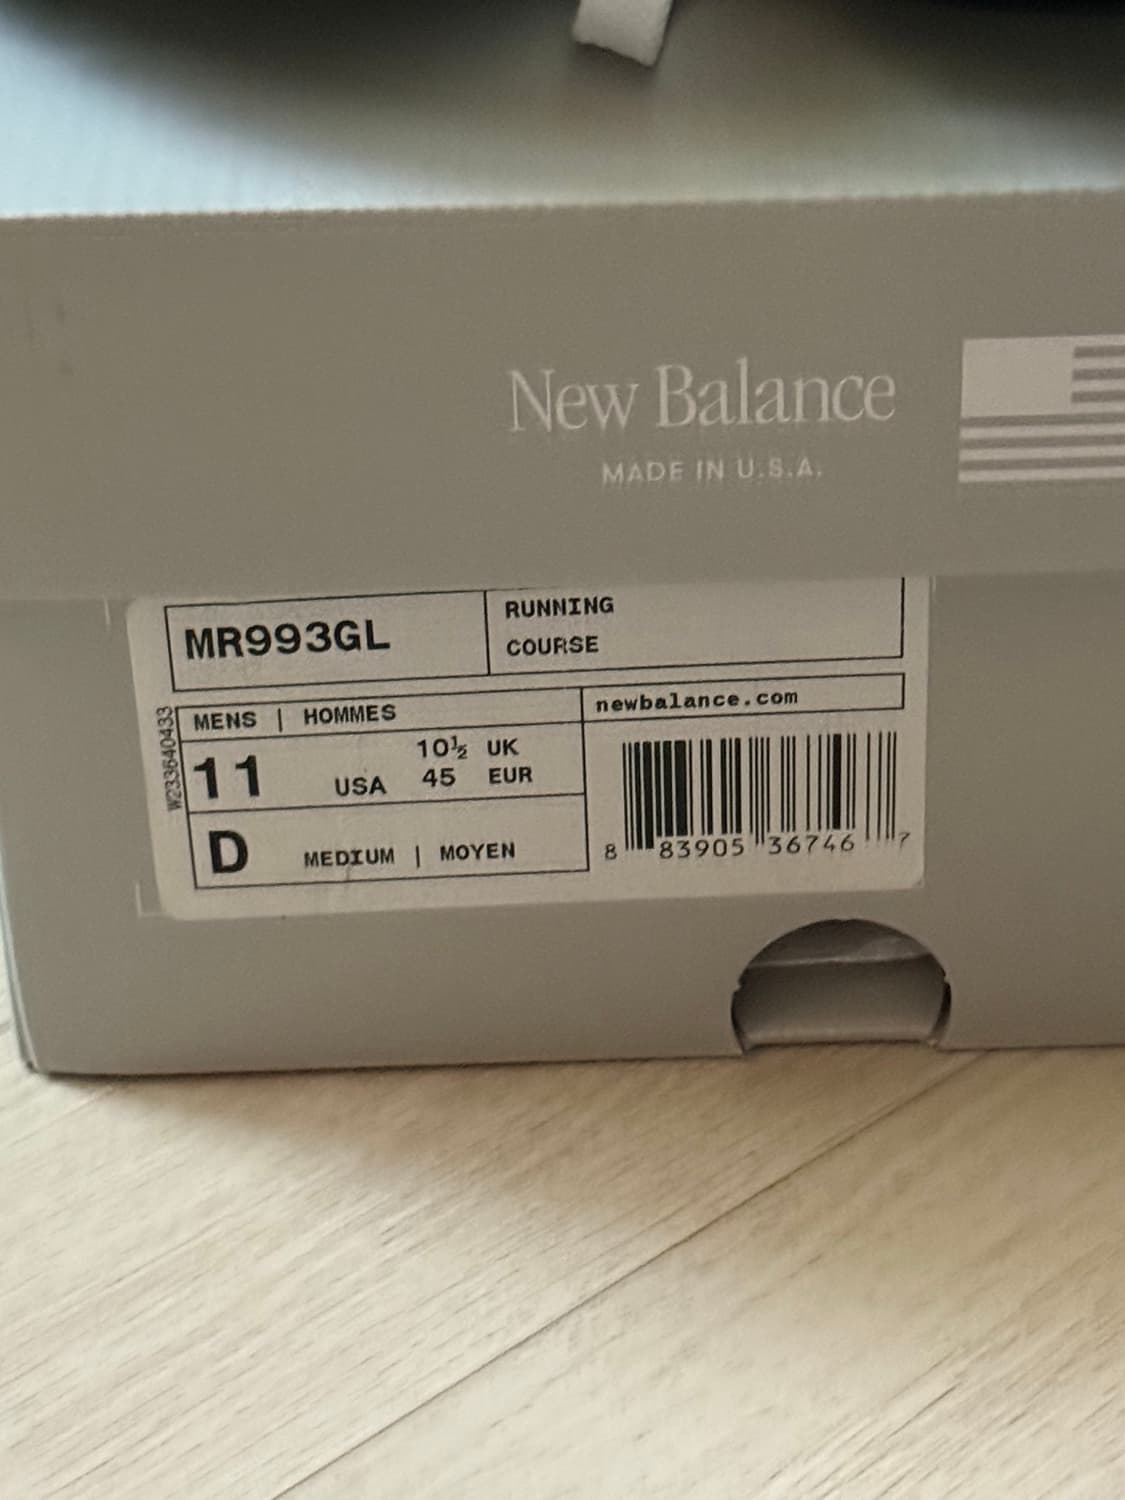 New Balance
MADE IN U.S.A.
MR993GL
RUNNING
COURSE
W233640433
MENS | HOMMES
newbalance.com
11 USA
10½ UK
45 EUR
D MEDIUM | MOYEN
8 83905 36746 7